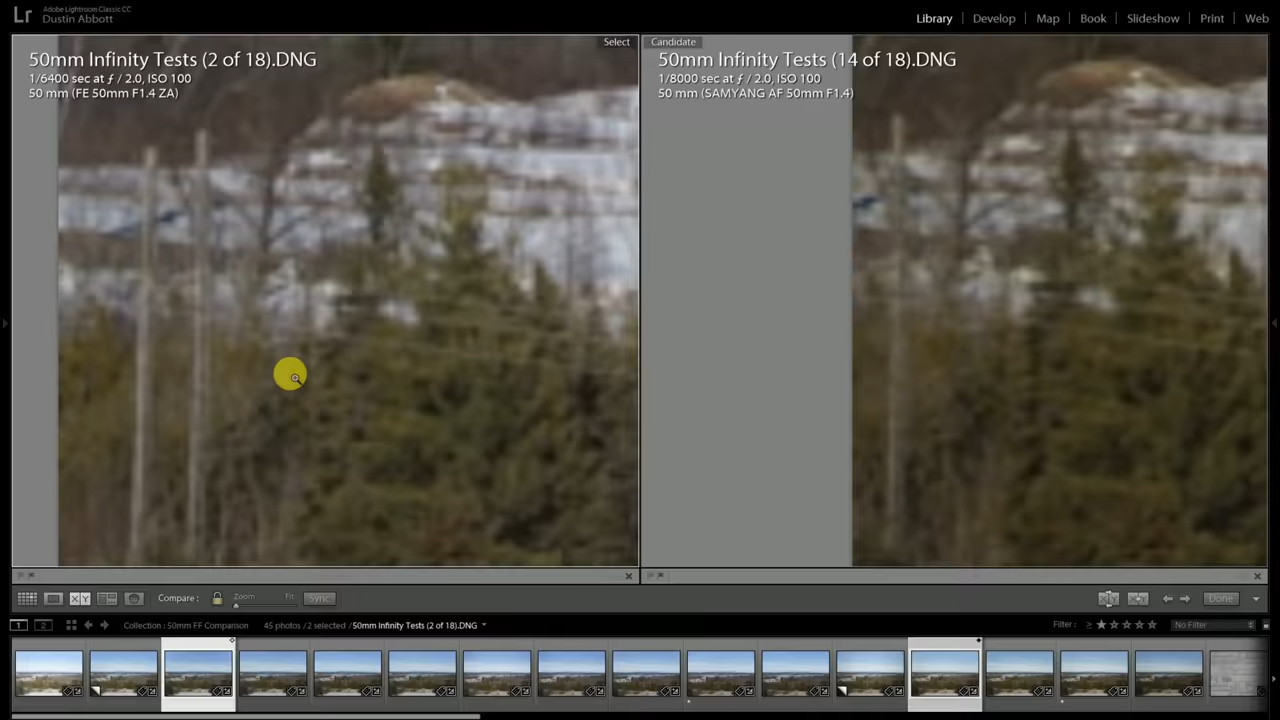 Lr
Adobe Lightroom Classic CC
Dustin Abbott
Library | Develop | Map | Book | Slideshow | Print | Web
50mm Infinity Tests (2 of 18).DNG
1/6400 sec at ƒ / 2.0, ISO 100
50 mm (FE 50mm F1.4 ZA)
Select
Candidate
50mm Infinity Tests (14 of 18).DNG
1/8000 sec at ƒ / 2.0, ISO 100
50 mm (SAMYANG AF 50mm F1.4)
XY
Compare :
Zoom
Fit
Sync
Done
1
2
Collection : 50mm FF Comparison
45 photos / 2 selected / 50mm Infinity Tests (2 of 18).DNG
Filter :
≥ ★ ★ ★ ★ ★
No Filter